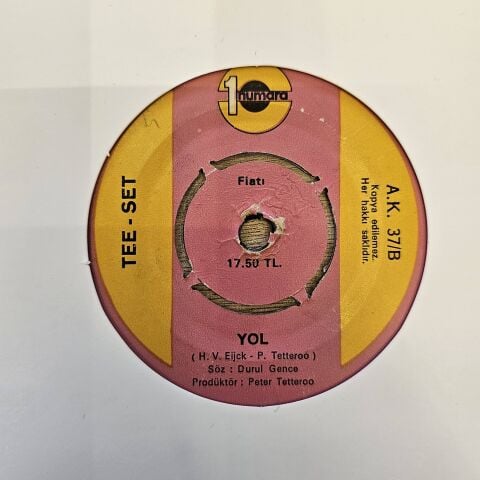 1 numara
TEE - SET
Fiatı
17.50 TL.
A.K. 37/B
Kopya edilemez.
Her hakkı saklıdır.
YOL
( H. V. Eijck - P. Tetteroo )
Söz : Durul Gence
Prodüktör : Peter Tetteroo